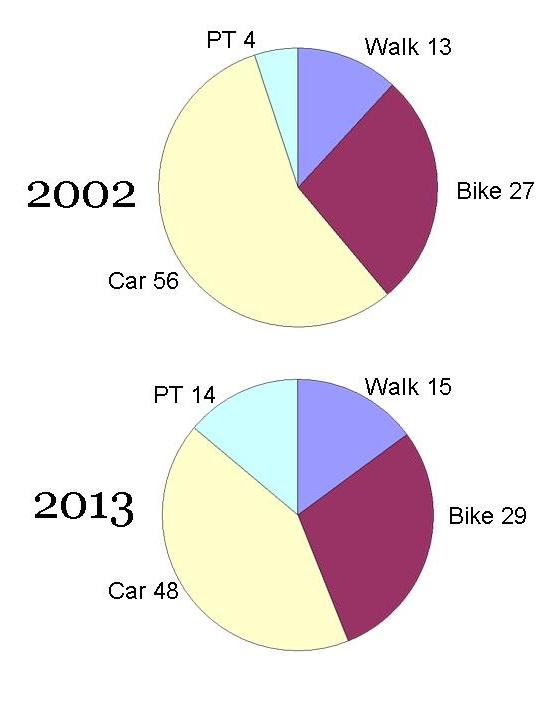 PT 4
Walk 13
2002
Bike 27
Car 56
PT 14
Walk 15
2013
Bike 29
Car 48